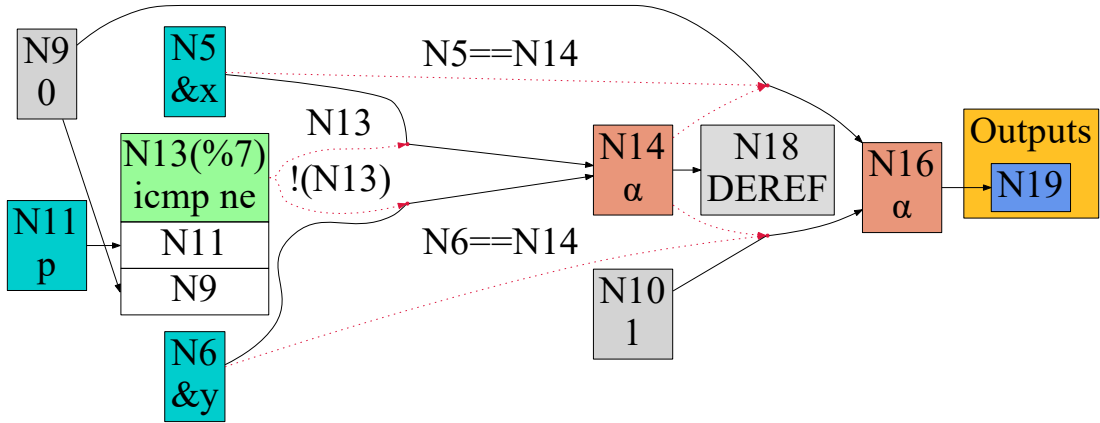 N9
0
N5
&x
N5==N14
N13
N13(%7)
icmp ne
!(N13)
N11
N9
N11
p
N14
α
N18
DEREF
N16
α
Outputs
N19
N6==N14
N10
1
N6
&y